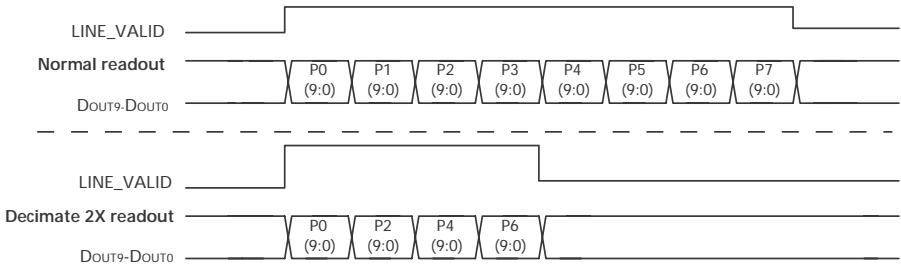 LINE_VALID
Normal readout
P0 P1 P2 P3 P4 P5 P6 P7
(9:0) (9:0) (9:0) (9:0) (9:0) (9:0) (9:0) (9:0)
DOUT9-DOUT0
LINE_VALID
Decimate 2X readout
P0 P2 P4 P6
(9:0) (9:0) (9:0) (9:0)
DOUT9-DOUT0